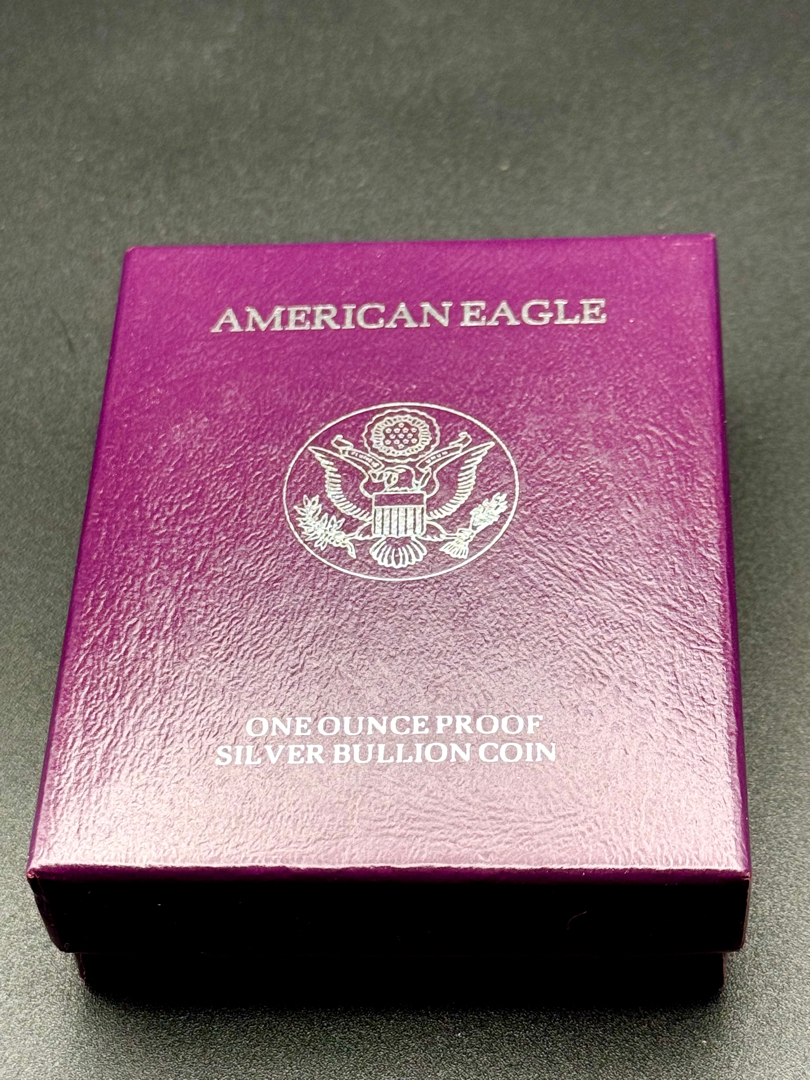 AMERICAN EAGLE
ONE OUNCE PROOF
SILVER BULLION COIN